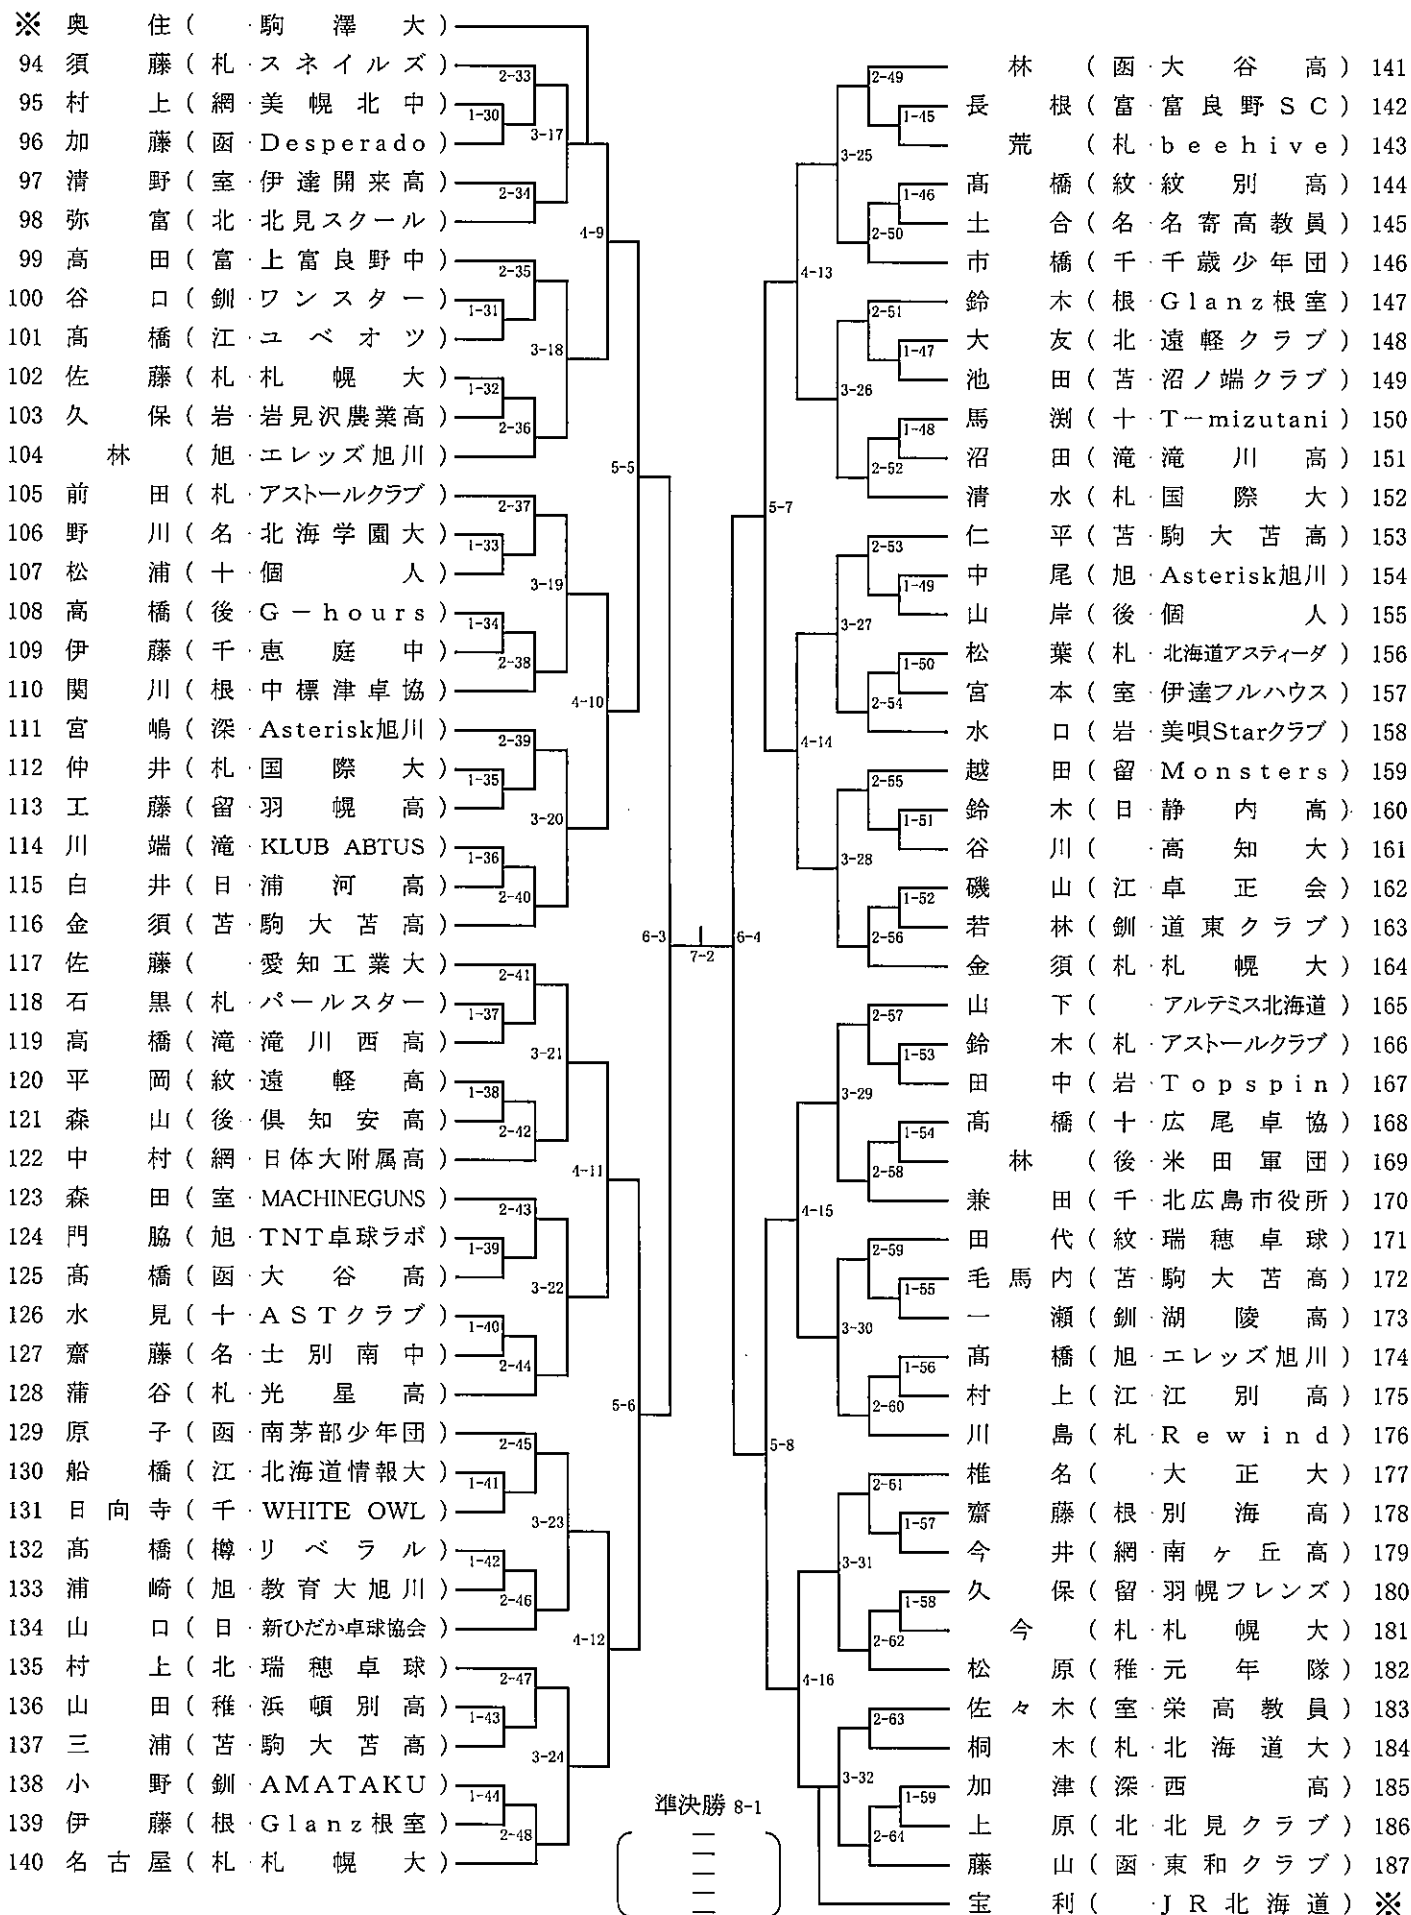 ※ 奥住 ( ・駒澤大 )
94 須藤 ( 札・スネイルズ )
95 村上 ( 網・美幌北中 )
96 加藤 ( 函・Desperado )
97 清野 ( 室・伊達開来高 )
98 弥富 ( 北・北見スクール )
99 高田 ( 富・上富良野中 )
100 谷口 ( 釧・ワンスター )
101 髙橋 ( 江・ユベオツ )
102 佐藤 ( 札・札幌大 )
103 久保 ( 岩・岩見沢農業高 )
104 林 ( 旭・エレッズ旭川 )
105 前田 ( 札・アストールクラブ )
106 野川 ( 名・北海学園大 )
107 松浦 ( 十・個人 )
108 高橋 ( 後・G－hours )
109 伊藤 ( 千・恵庭中 )
110 関川 ( 根・中標津卓協 )
111 宮嶋 ( 深・Asterisk旭川 )
112 仲井 ( 札・国際大 )
113 工藤 ( 留・羽幌高 )
114 川端 ( 滝・KLUB ABTUS )
115 白井 ( 日・浦河高 )
116 金須 ( 苫・駒大苫高 )
117 佐藤 ( ・愛知工業大 )
118 石黒 ( 札・パールスター )
119 高橋 ( 滝・滝川西高 )
120 平岡 ( 紋・遠軽高 )
121 森山 ( 後・倶知安高 )
122 中村 ( 網・日体大附属高 )
123 森田 ( 室・MACHINEGUNS )
124 門脇 ( 旭・TNT卓球ラボ )
125 髙橋 ( 函・大谷高 )
126 水見 ( 十・ASTクラブ )
127 齋藤 ( 名・士別南中 )
128 蒲谷 ( 札・光星高 )
129 原子 ( 函・南茅部少年団 )
130 船橋 ( 江・北海道情報大 )
131 日向寺 ( 千・WHITE OWL )
132 髙橋 ( 樽・リベラル )
133 浦崎 ( 旭・教育大旭川 )
134 山口 ( 日・新ひだか卓球協会 )
135 村上 ( 北・瑞穂卓球 )
136 山田 ( 稚・浜頓別高 )
137 三浦 ( 苫・駒大苫高 )
138 小野 ( 釧・AMATAKU )
139 伊藤 ( 根・Glanz根室 )
140 名古屋 ( 札・札幌大 )
2-33
1-30
3-17
2-34
4-9
2-35
1-31
3-18
1-32
2-36
5-5
2-37
1-33
3-19
1-34
2-38
4-10
2-39
1-35
3-20
1-36
2-40
6-3
2-41
1-37
3-21
1-38
2-42
4-11
2-43
1-39
3-22
1-40
2-44
5-6
2-45
1-41
3-23
1-42
2-46
4-12
2-47
1-43
3-24
1-44
2-48
7-2
準決勝 8-1
2-49
1-45
3-25
1-46
2-50
4-13
2-51
1-47
3-26
1-48
2-52
5-7
2-53
1-49
3-27
1-50
2-54
4-14
2-55
1-51
3-28
1-52
2-56
6-4
2-57
1-53
3-29
1-54
2-58
4-15
2-59
1-55
3-30
1-56
2-60
5-8
2-61
1-57
3-31
1-58
2-62
4-16
2-63
3-32
1-59
2-64
林 ( 函・大谷高 ) 141
長根 ( 富・富良野SC ) 142
荒 ( 札・beehive ) 143
髙橋 ( 紋・紋別高 ) 144
土合 ( 名・名寄高教員 ) 145
市橋 ( 千・千歳少年団 ) 146
鈴木 ( 根・Glanz根室 ) 147
大友 ( 北・遠軽クラブ ) 148
池田 ( 苫・沼ノ端クラブ ) 149
馬渕 ( 十・T－mizutani ) 150
沼田 ( 滝・滝川高 ) 151
清水 ( 札・国際大 ) 152
仁平 ( 苫・駒大苫高 ) 153
中尾 ( 旭・Asterisk旭川 ) 154
山岸 ( 後・個人 ) 155
松葉 ( 札・北海道アスティーダ ) 156
宮本 ( 室・伊達フルハウス ) 157
水口 ( 岩・美唄Starクラブ ) 158
越田 ( 留・Monsters ) 159
鈴木 ( 日・静内高 ) 160
谷川 ( ・高知大 ) 161
磯山 ( 江・卓正会 ) 162
若林 ( 釧・道東クラブ ) 163
金須 ( 札・札幌大 ) 164
山下 ( ・アルテミス北海道 ) 165
鈴木 ( 札・アストールクラブ ) 166
田中 ( 岩・Topspin ) 167
髙橋 ( 十・広尾卓協 ) 168
林 ( 後・米田軍団 ) 169
兼田 ( 千・北広島市役所 ) 170
田代 ( 紋・瑞穂卓球 ) 171
毛馬内 ( 苫・駒大苫高 ) 172
一瀬 ( 釧・湖陵高 ) 173
髙橋 ( 旭・エレッズ旭川 ) 174
村上 ( 江・江別高 ) 175
川島 ( 札・Rewind ) 176
椎名 ( ・大正大 ) 177
齋藤 ( 根・別海高 ) 178
今井 ( 網・南ヶ丘高 ) 179
久保 ( 留・羽幌フレンズ ) 180
今 ( 札・札幌大 ) 181
松原 ( 稚・元年隊 ) 182
佐々木 ( 室・栄高教員 ) 183
桐木 ( 札・北海道大 ) 184
加津 ( 深・西高 ) 185
上原 ( 北・北見クラブ ) 186
藤山 ( 函・東和クラブ ) 187
宝利 ( ・JR北海道 ) ※